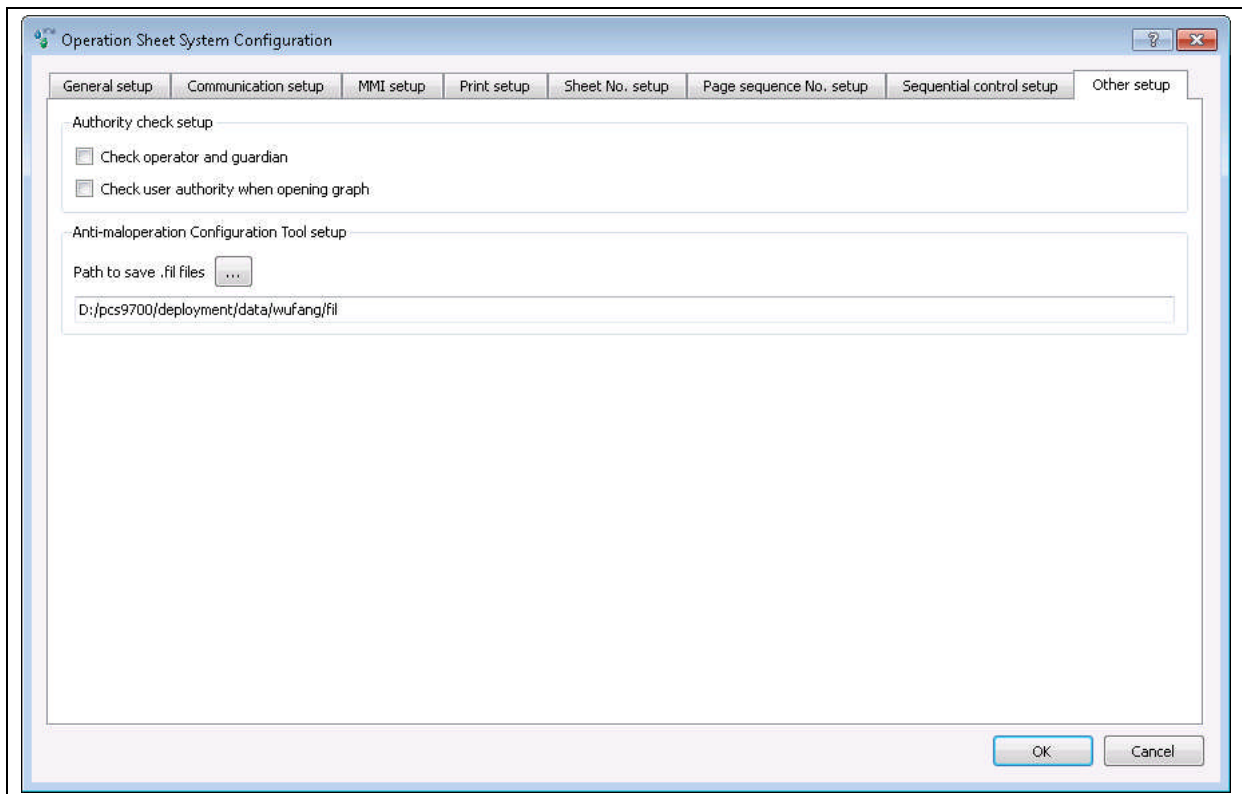 Operation Sheet System Configuration
?
General setup Communication setup MMI setup Print setup Sheet No. setup Page sequence No. setup Sequential control setup Other setup
Authority check setup
Check operator and guardian
Check user authority when opening graph
Anti-maloperation Configuration Tool setup
Path to save .fil files ...
D:/pcs9700/deployment/data/wufang/fil
OK Cancel